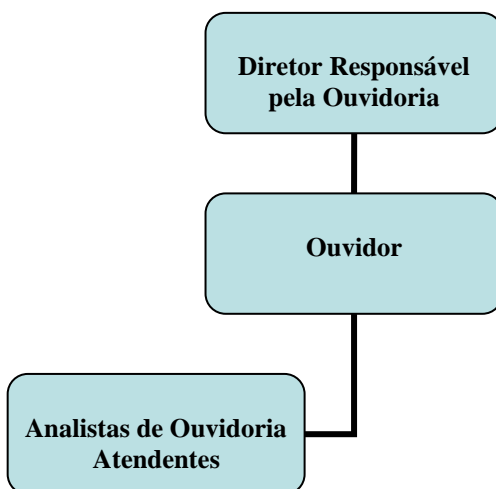 Diretor Responsável
pela Ouvidoria
Ouvidor
Analistas de Ouvidoria
Atendentes